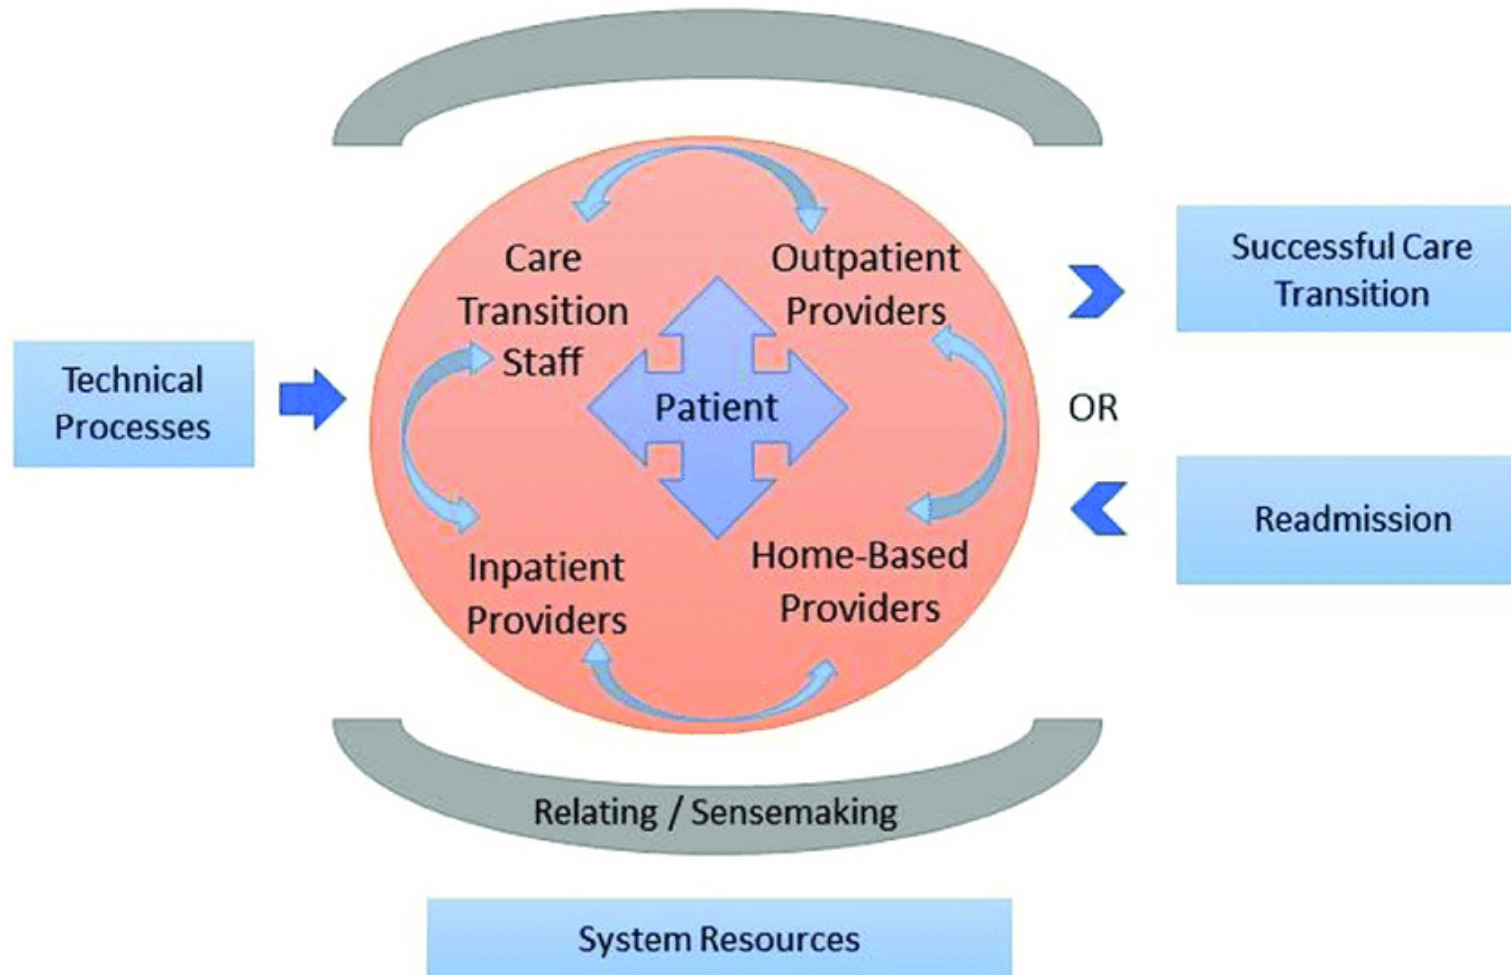 Technical
Processes
Care
Transition
Staff
Outpatient
Providers
Patient
Inpatient
Providers
Home-Based
Providers
Successful Care
Transition
OR
Readmission
Relating / Sensemaking
System Resources